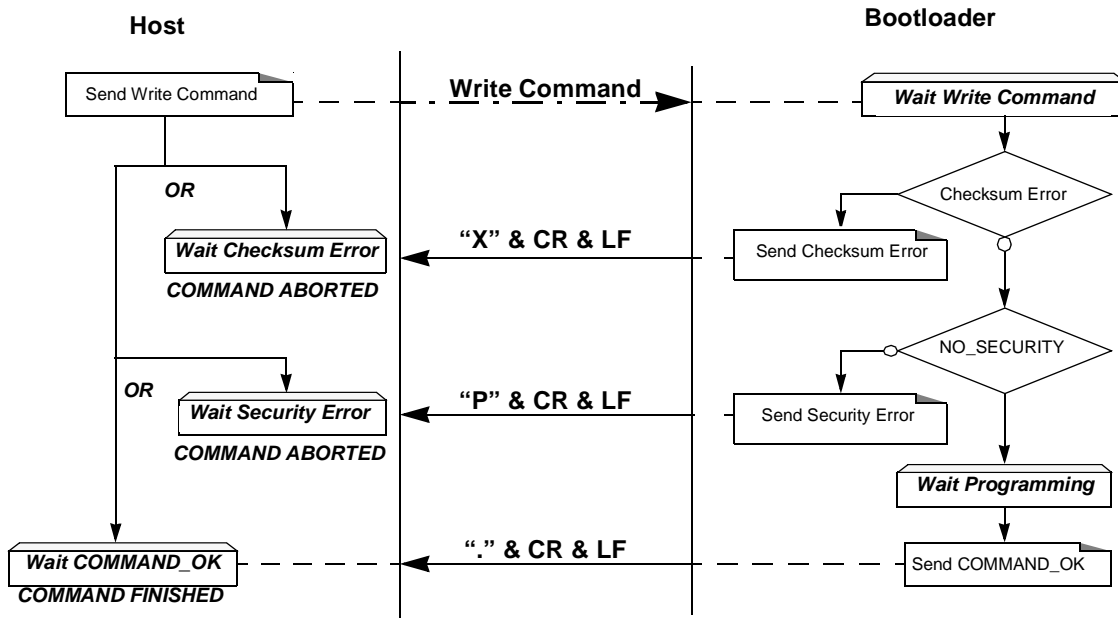 Host
Bootloader
Send Write Command
Write Command
Wait Write Command
OR
Checksum Error
Wait Checksum Error
“X” & CR & LF
Send Checksum Error
COMMAND ABORTED
NO_SECURITY
OR
Wait Security Error
“P” & CR & LF
Send Security Error
COMMAND ABORTED
Wait Programming
Wait COMMAND_OK
“.” & CR & LF
Send COMMAND_OK
COMMAND FINISHED